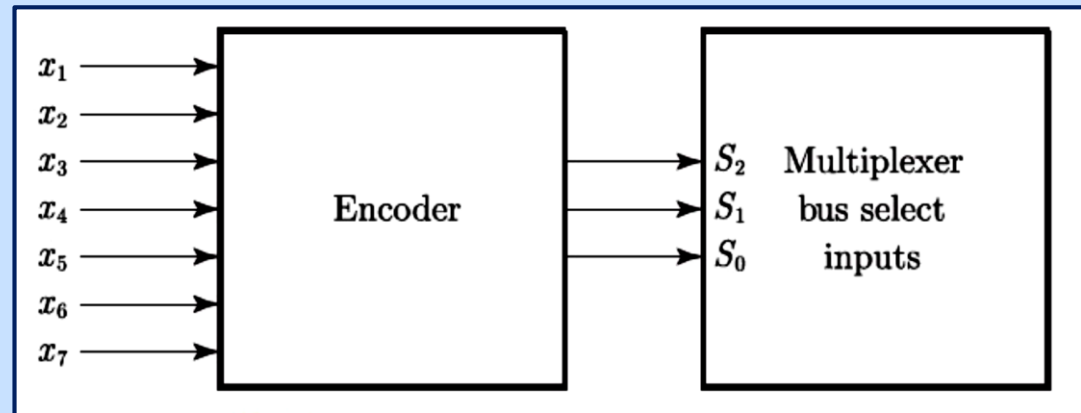 x₁
x₂
x₃
x₄
x₅
x₆
x₇
Encoder
S₂ Multiplexer
S₁ bus select
S₀ inputs